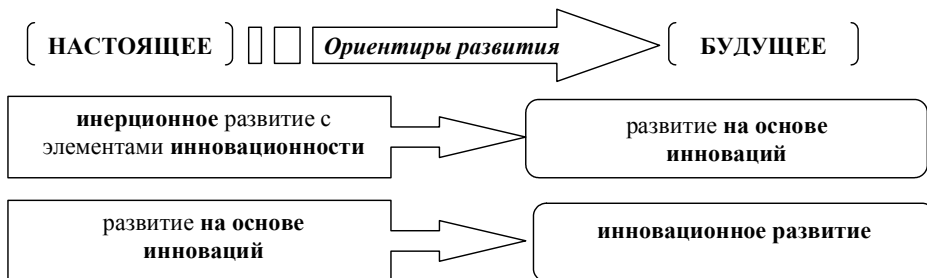 НАСТОЯЩЕЕ Ориентиры развития БУДУЩЕЕ
инерционное развитие с
элементами инновационности
развитие на основе
инноваций
развитие на основе
инноваций
инновационное развитие